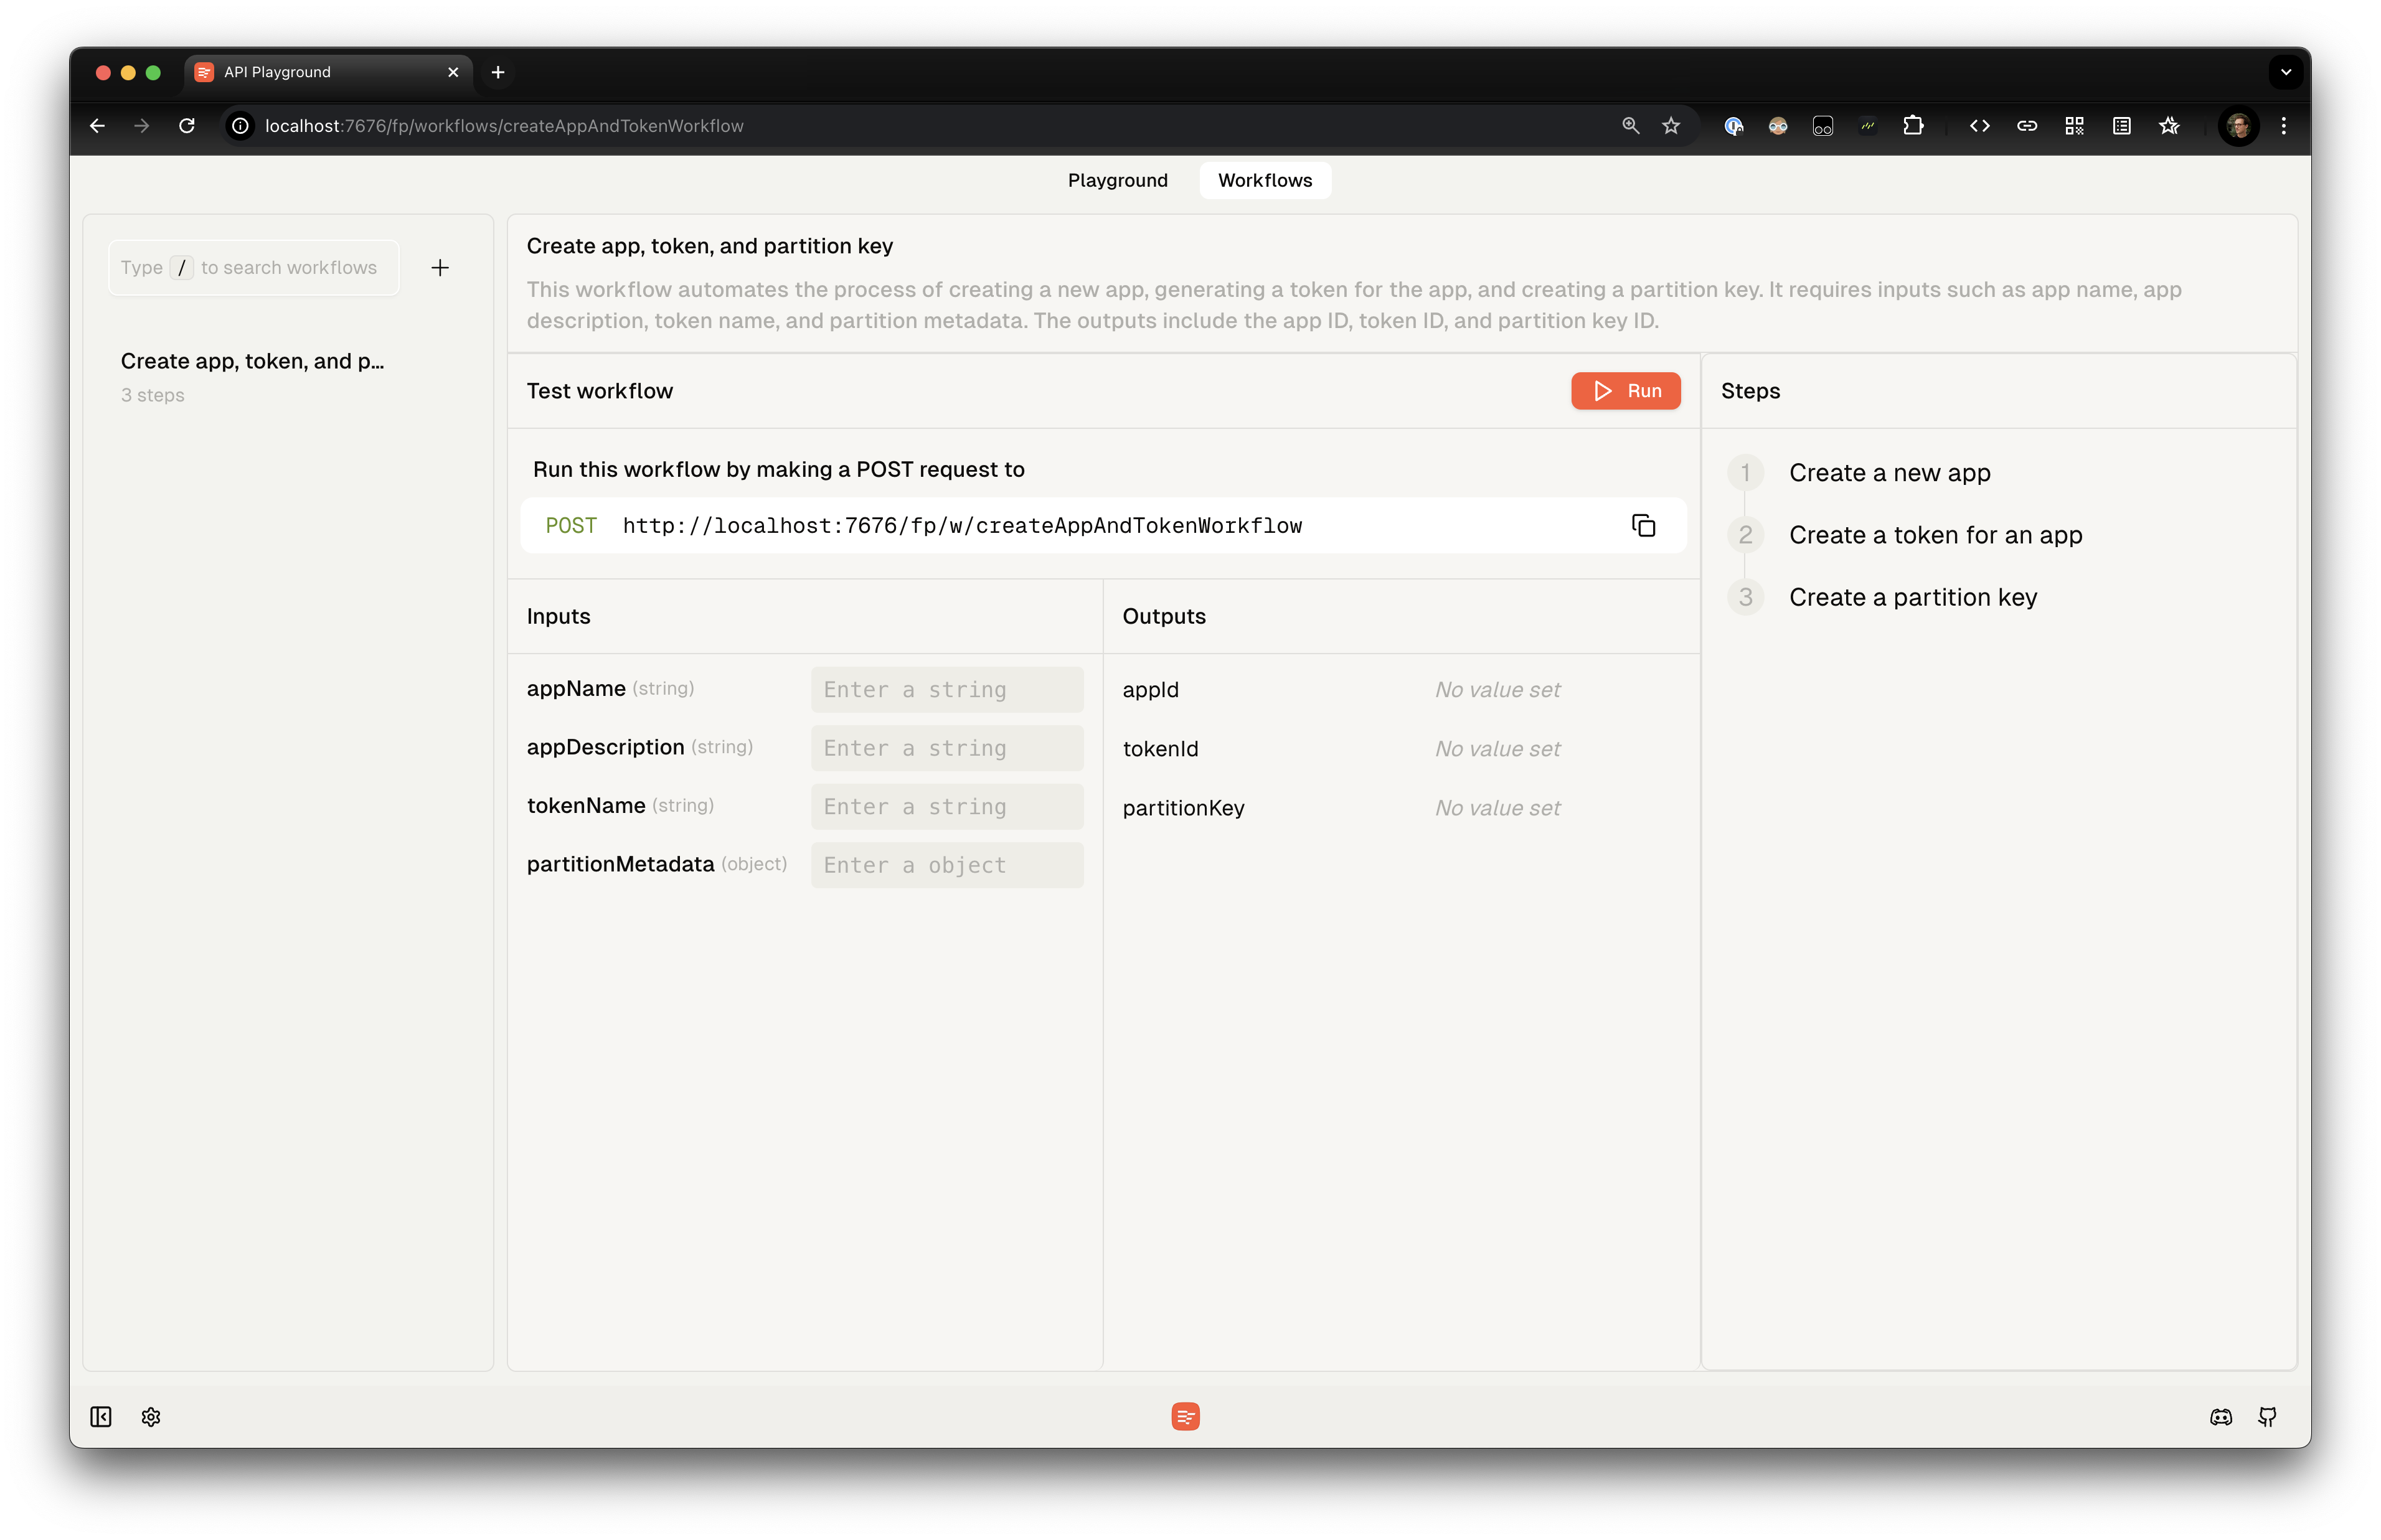 API Playground
localhost:7676/fp/workflows/createAppAndTokenWorkflow
Playground
Workflows
Type / to search workflows
Create app, token, and p...
3 steps
Create app, token, and partition key
This workflow automates the process of creating a new app, generating a token for the app, and creating a partition key. It requires inputs such as app name, app
description, token name, and partition metadata. The outputs include the app ID, token ID, and partition key ID.
Test workflow
Run
Run this workflow by making a POST request to
POST http://localhost:7676/fp/w/createAppAndTokenWorkflow
Inputs
appName (string) Enter a string
appDescription (string) Enter a string
tokenName (string) Enter a string
partitionMetadata (object) Enter a object
Outputs
appId No value set
tokenId No value set
partitionKey No value set
Steps
1 Create a new app
2 Create a token for an app
3 Create a partition key